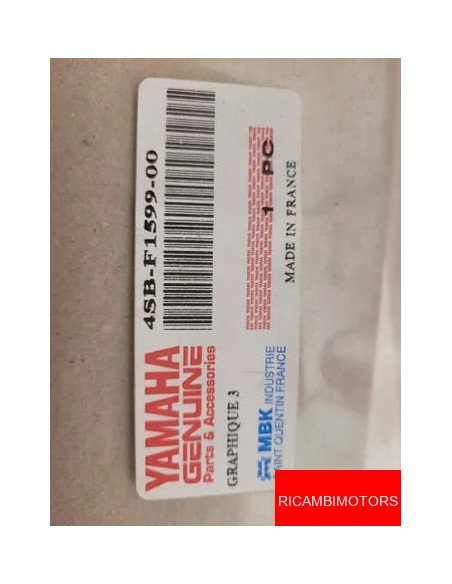 4SB-F1599-00
YAMAHA
GENUINE
Parts & Accessories
GRAPHIQUE 3
1 PC
MADE IN FRANCE
MBK INDUSTRIE
SAINT QUENTIN FRANCE
RICAMBIMOTORS